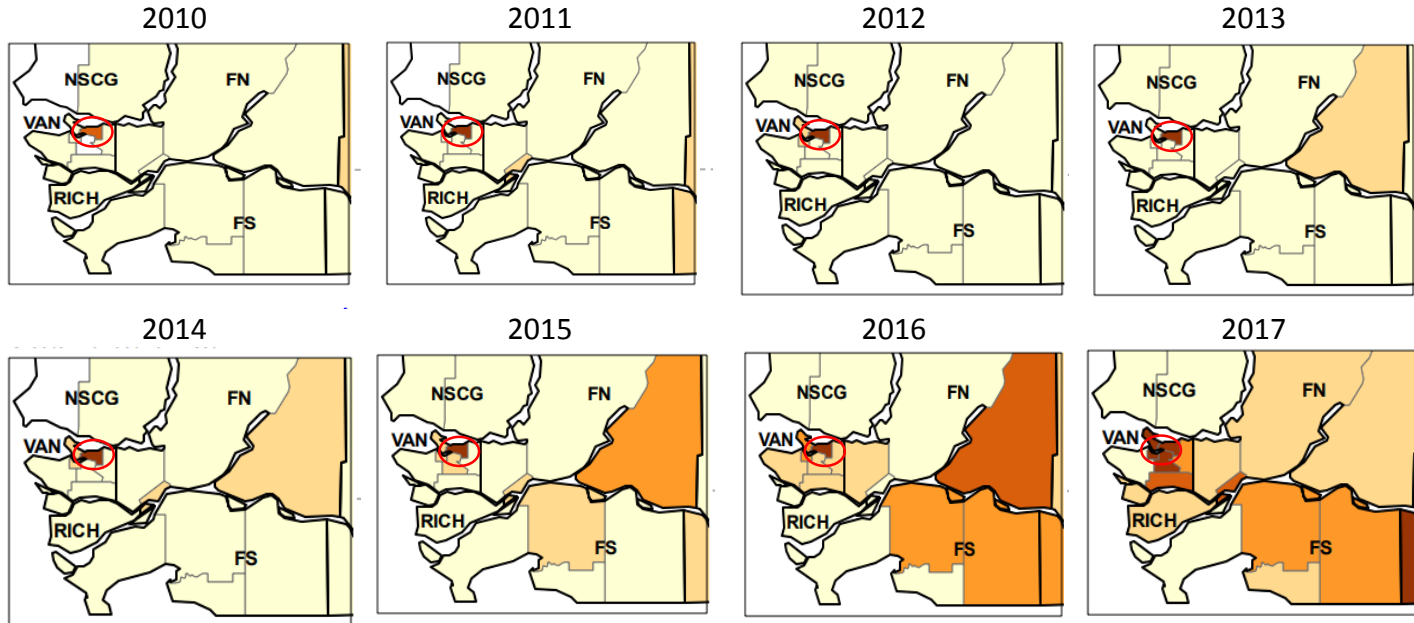 2010 2011 2012 2013
NSCG FN NSCG FN NSCG FN NSCG FN
VAN VAN VAN VAN
RICH RICH RICH RICH
FS FS FS FS
2014 2015 2016 2017
NSCG FN NSCG FN NSCG FN NSCG FN
VAN VAN VAN VAN
RICH RICH RICH RICH
FS FS FS FS